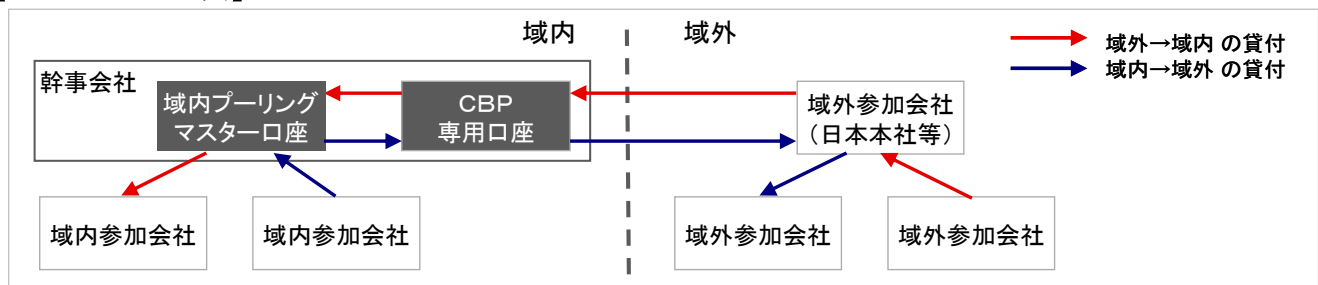 域内
域外
域外→域内 の貸付
域内→域外 の貸付
幹事会社
域内プーリング
マスター口座
CBP
専用口座
域外参加会社
(日本本社等)
域内参加会社
域内参加会社
域外参加会社
域外参加会社